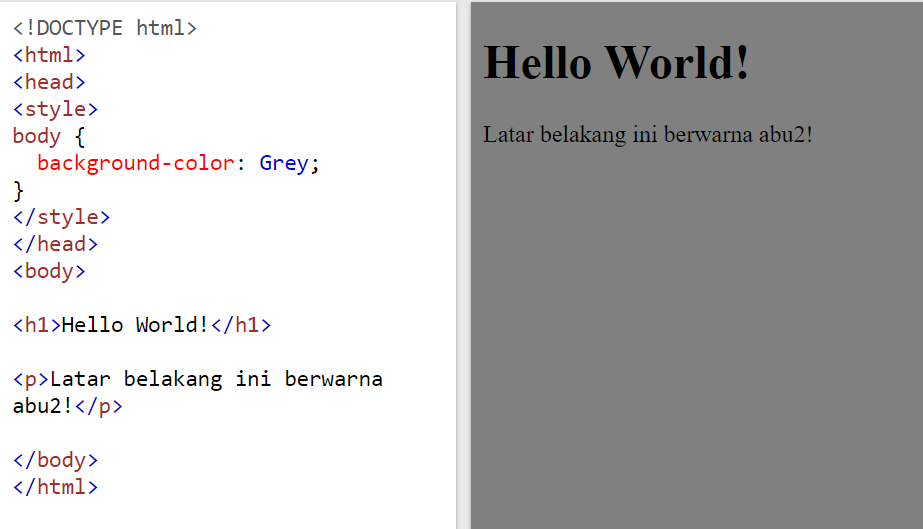 <!DOCTYPE html>
<html>
<head>
<style>
body {
  background-color: Grey;
}
</style>
</head>
<body>

<h1>Hello World!</h1>

<p>Latar belakang ini berwarna
abu2!</p>

</body>
</html>
Hello World!
Latar belakang ini berwarna abu2!